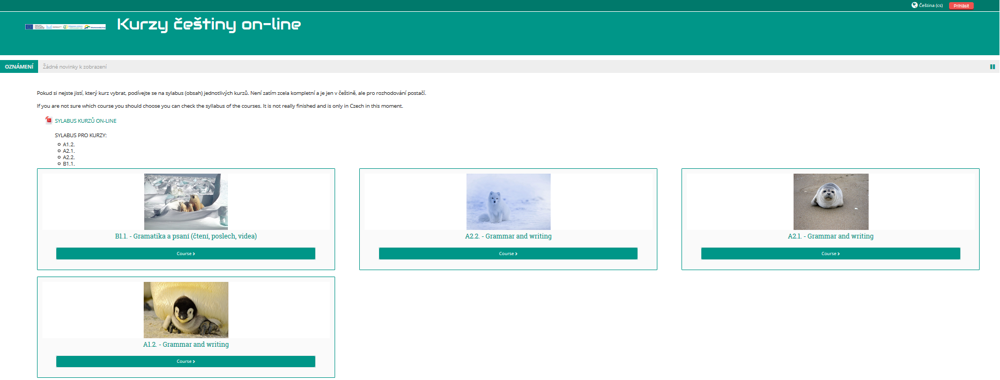 Čeština (cs)
Prihlásit
Kurzy češtiny on-line
OZNÁMENÍ
Žádné novinky k zobrazení
Pokud si nejste jistí, který kurz vybrat, podívejte se na sylabus (obsah) jednotlivých kurzů. Není zatím zcela kompletní a je jen v češtině, ale pro rozhodování postačí.
If you are not sure which course you should choose you can check the syllabus of the courses. It is not really finished and is only in Czech in this moment.
SYLABUS KURZŮ ON-LINE
SYLABUS PRO KURZY:
A1.2.
A2.1.
A2.2.
B1.1.
B1.1. - Gramatika a psaní (čtení, poslech, videa)
Course
A2.2. - Grammar and writing
Course
A2.1. - Grammar and writing
Course
A1.2. - Grammar and writing
Course